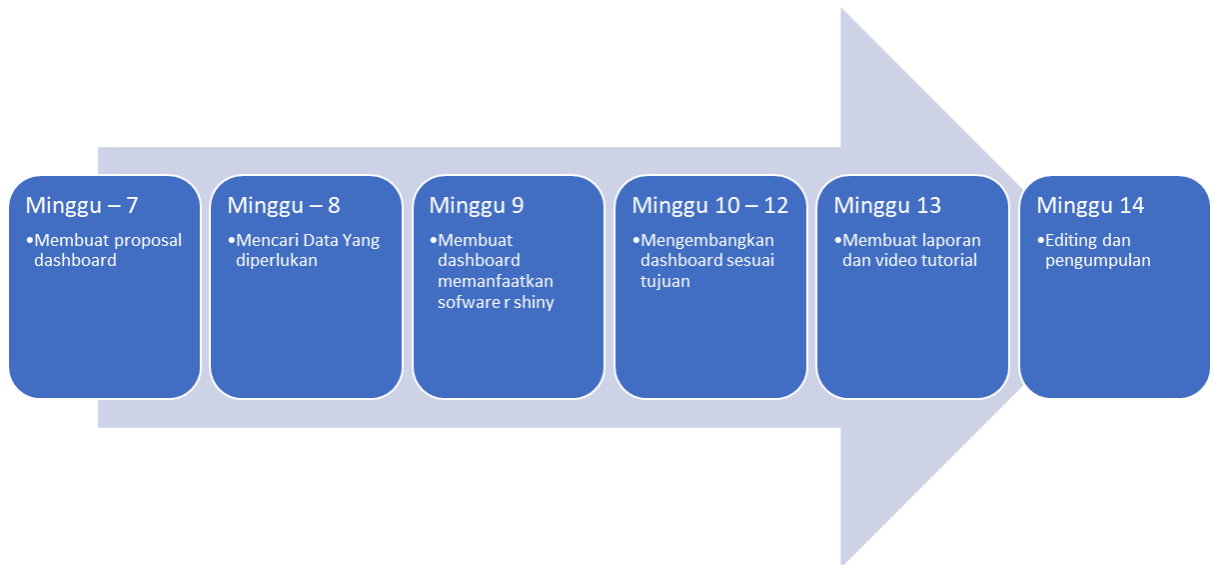 Minggu – 7
•Membuat proposal
dashboard
Minggu – 8
•Mencari Data Yang
diperlukan
Minggu 9
•Membuat
dashboard
memanfaatkan
sofware r shiny
Minggu 10 – 12
•Mengembangkan
dashboard sesuai
tujuan
Minggu 13
•Membuat laporan
dan video tutorial
Minggu 14
•Editing dan
pengumpulan